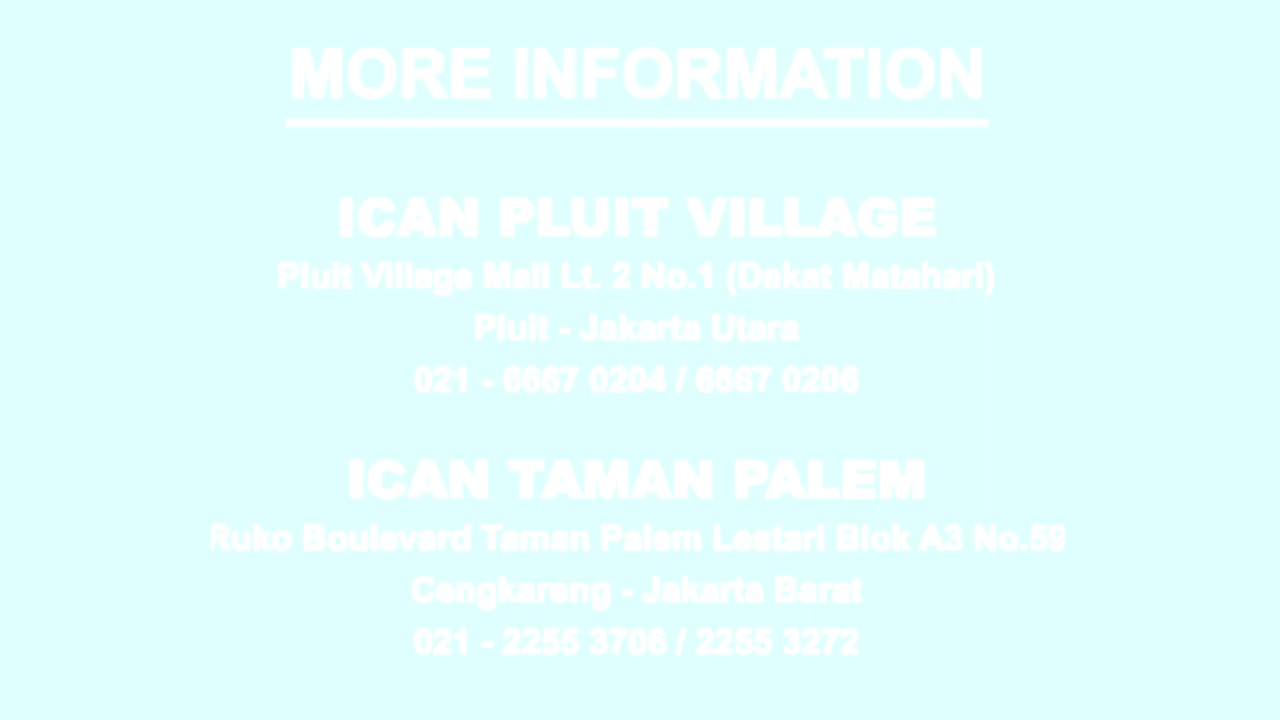 MORE INFORMATION
ICAN PLUIT VILLAGE
Pluit Village Mall Lt. 2 No.1 (Dekat Matahari)
Pluit - Jakarta Utara
021 - 6667 0204 / 6667 0206
ICAN TAMAN PALEM
Ruko Boulevard Taman Palem Lestari Blok A3 No.59
Cengkareng - Jakarta Barat
021 - 2255 3706 / 2255 3272